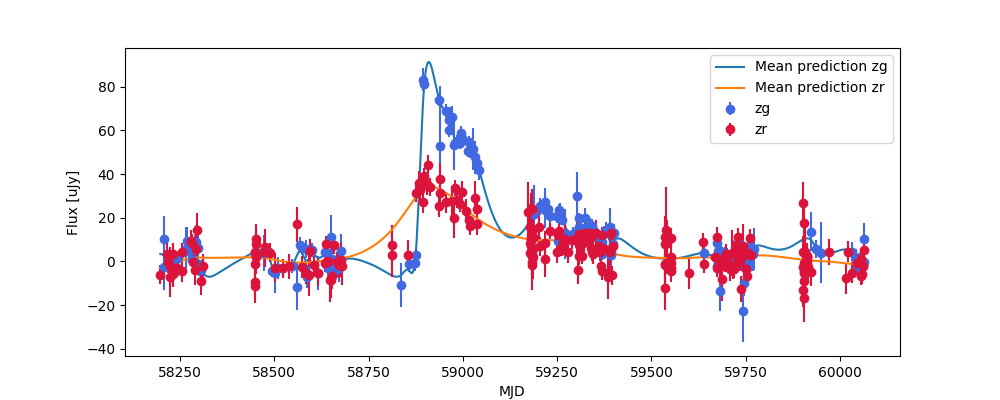 Mean prediction zg
Mean prediction zr
zg
zr
80
60
40
20
0
−20
−40
Flux [uJy]
58250
58500
58750
59000
59250
59500
59750
60000
MJD